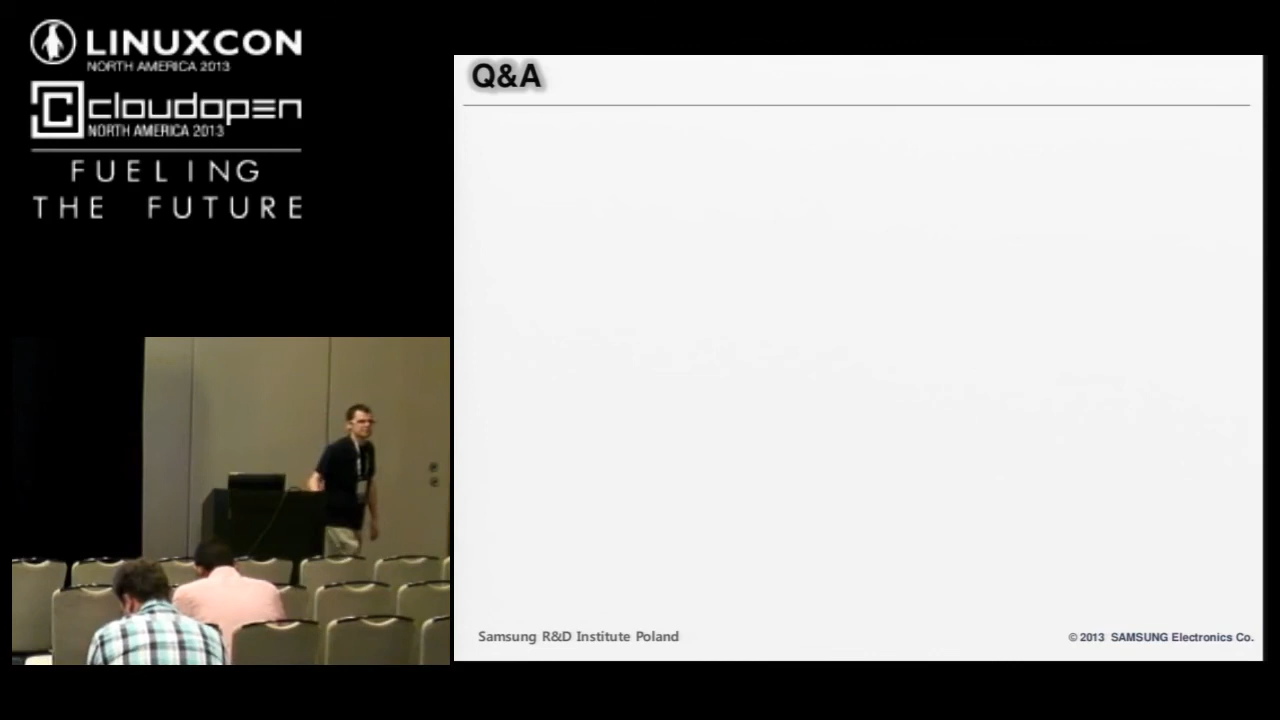 LINUXCON
NORTH AMERICA 2013
cloudopen
NORTH AMERICA 2013
FUELING
THE FUTURE
Q&A
Samsung R&D Institute Poland
© 2013 SAMSUNG Electronics Co.